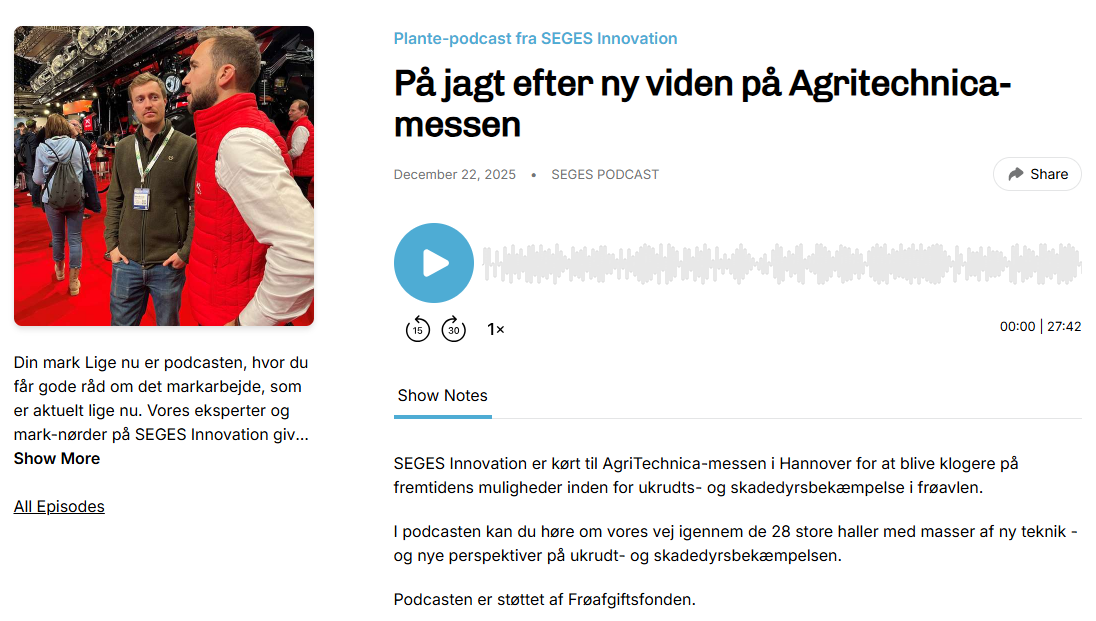 Plante-podcast fra SEGES Innovation
På jagt efter ny viden på Agritechnica-
messen
December 22, 2025 • SEGES PODCAST
Share
15 30 1×
00:00 | 27:42
Din mark Lige nu er podcasten, hvor du
får gode råd om det markarbejde, som
er aktuelt lige nu. Vores eksperter og
mark-nørder på SEGES Innovation giv...
Show More
All Episodes
Show Notes
SEGES Innovation er kørt til AgriTechnica-messen i Hannover for at blive klogere på
fremtidens muligheder inden for ukrudts- og skadedyrsbekæmpelse i frøavlen.
I podcasten kan du høre om vores vej igennem de 28 store haller med masser af ny teknik -
og nye perspektiver på ukrudt- og skadedyrsbekæmpelsen.
Podcasten er støttet af Frøafgiftsfonden.